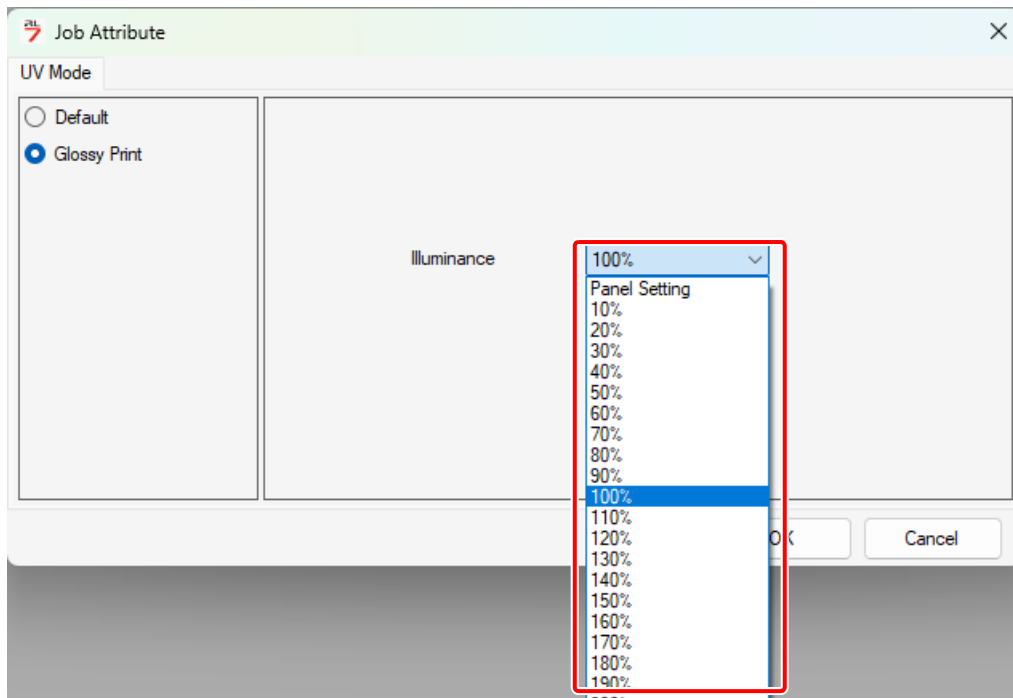 Job Attribute
UV Mode
Default
Glossy Print
Illuminance
100%
Panel Setting
10%
20%
30%
40%
50%
60%
70%
80%
90%
100%
110%
120%
130%
140%
150%
160%
170%
180%
190%
Cancel